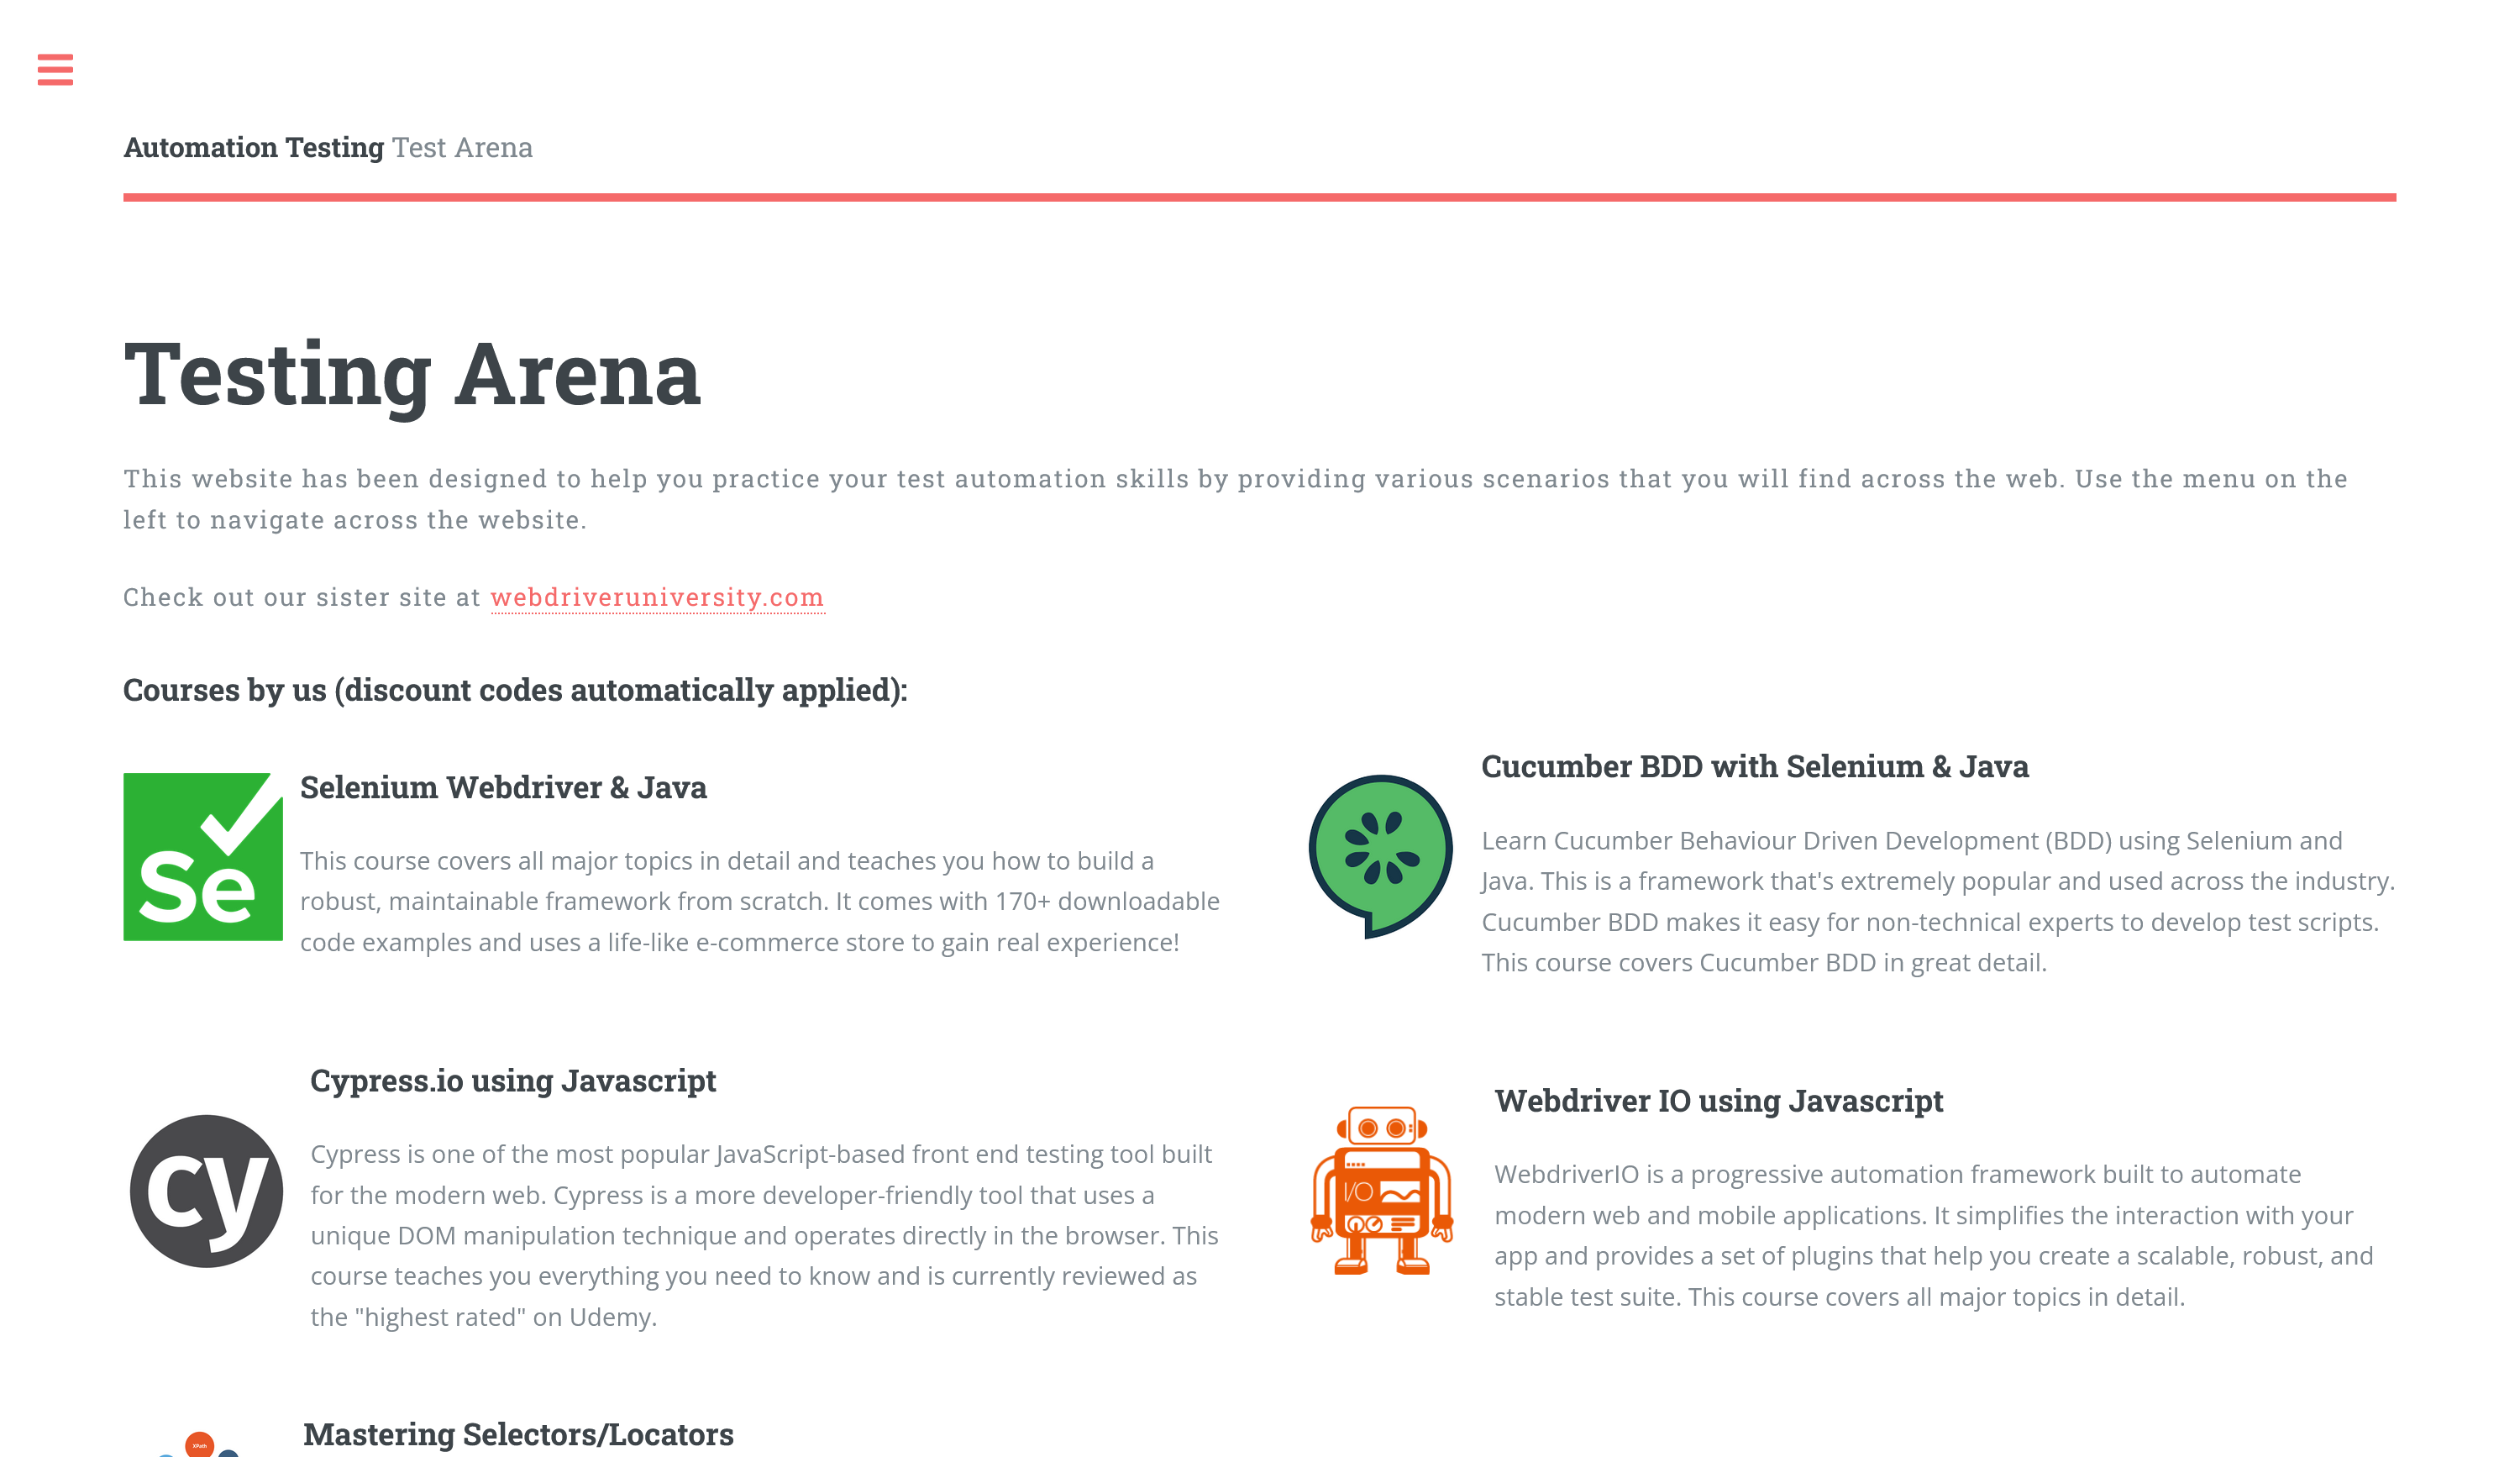 Automation Testing Test Arena
Testing Arena
This website has been designed to help you practice your test automation skills by providing various scenarios that you will find across the web. Use the menu on the
left to navigate across the website.
Check out our sister site at webdriveruniversity.com
Courses by us (discount codes automatically applied):
Se
Selenium Webdriver & Java
This course covers all major topics in detail and teaches you how to build a
robust, maintainable framework from scratch. It comes with 170+ downloadable
code examples and uses a life-like e-commerce store to gain real experience!
Cucumber BDD with Selenium & Java
Learn Cucumber Behaviour Driven Development (BDD) using Selenium and
Java. This is a framework that's extremely popular and used across the industry.
Cucumber BDD makes it easy for non-technical experts to develop test scripts.
This course covers Cucumber BDD in great detail.
cy
Cypress.io using Javascript
Cypress is one of the most popular JavaScript-based front end testing tool built
for the modern web. Cypress is a more developer-friendly tool that uses a
unique DOM manipulation technique and operates directly in the browser. This
course teaches you everything you need to know and is currently reviewed as
the "highest rated" on Udemy.
I/O
Webdriver IO using Javascript
WebdriverIO is a progressive automation framework built to automate
modern web and mobile applications. It simplifies the interaction with your
app and provides a set of plugins that help you create a scalable, robust, and
stable test suite. This course covers all major topics in detail.
XPath
Mastering Selectors/Locators